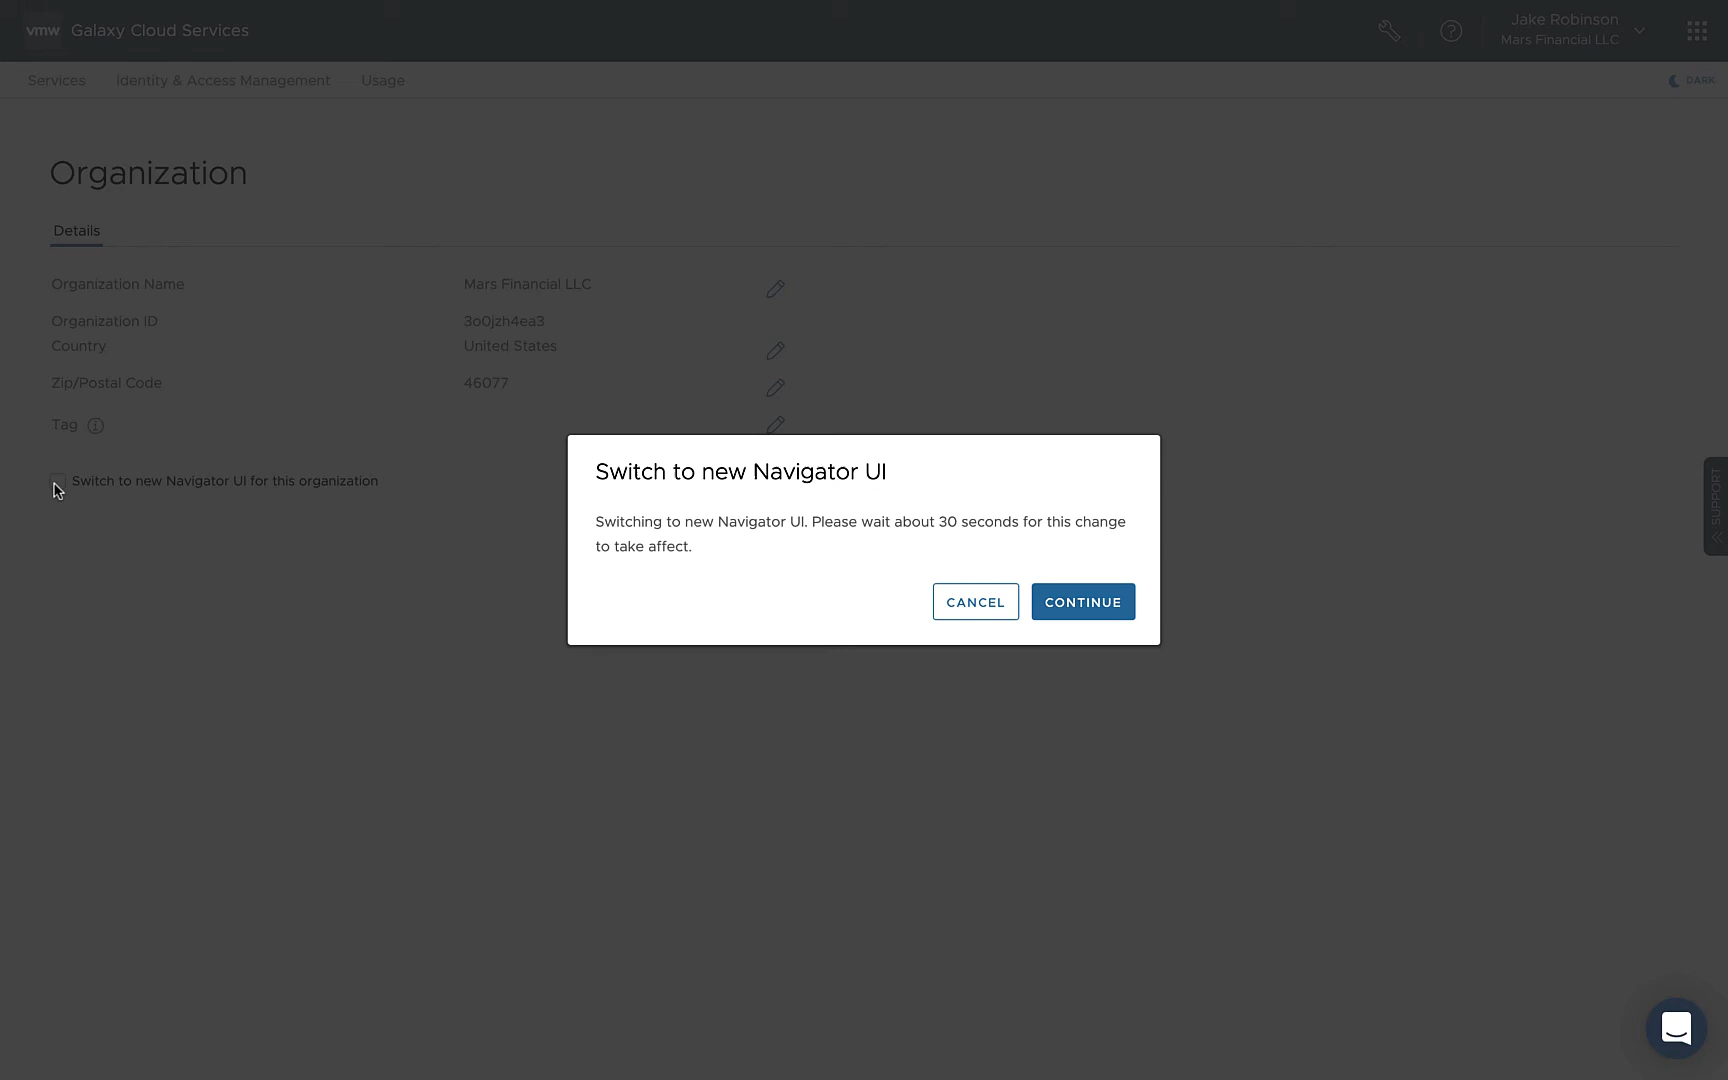 vmw Galaxy Cloud Services
Jake Robinson
Mars Financial LLC
Services Identity & Access Management Usage
DARK
Organization
Details
Organization Name Mars Financial LLC
Organization ID 3o0jzh4ea3
Country United States
Zip/Postal Code 46077
Tag
Switch to new Navigator UI for this organization
SUPPORT
Switch to new Navigator UI
Switching to new Navigator UI. Please wait about 30 seconds for this change
to take affect.
CANCEL CONTINUE